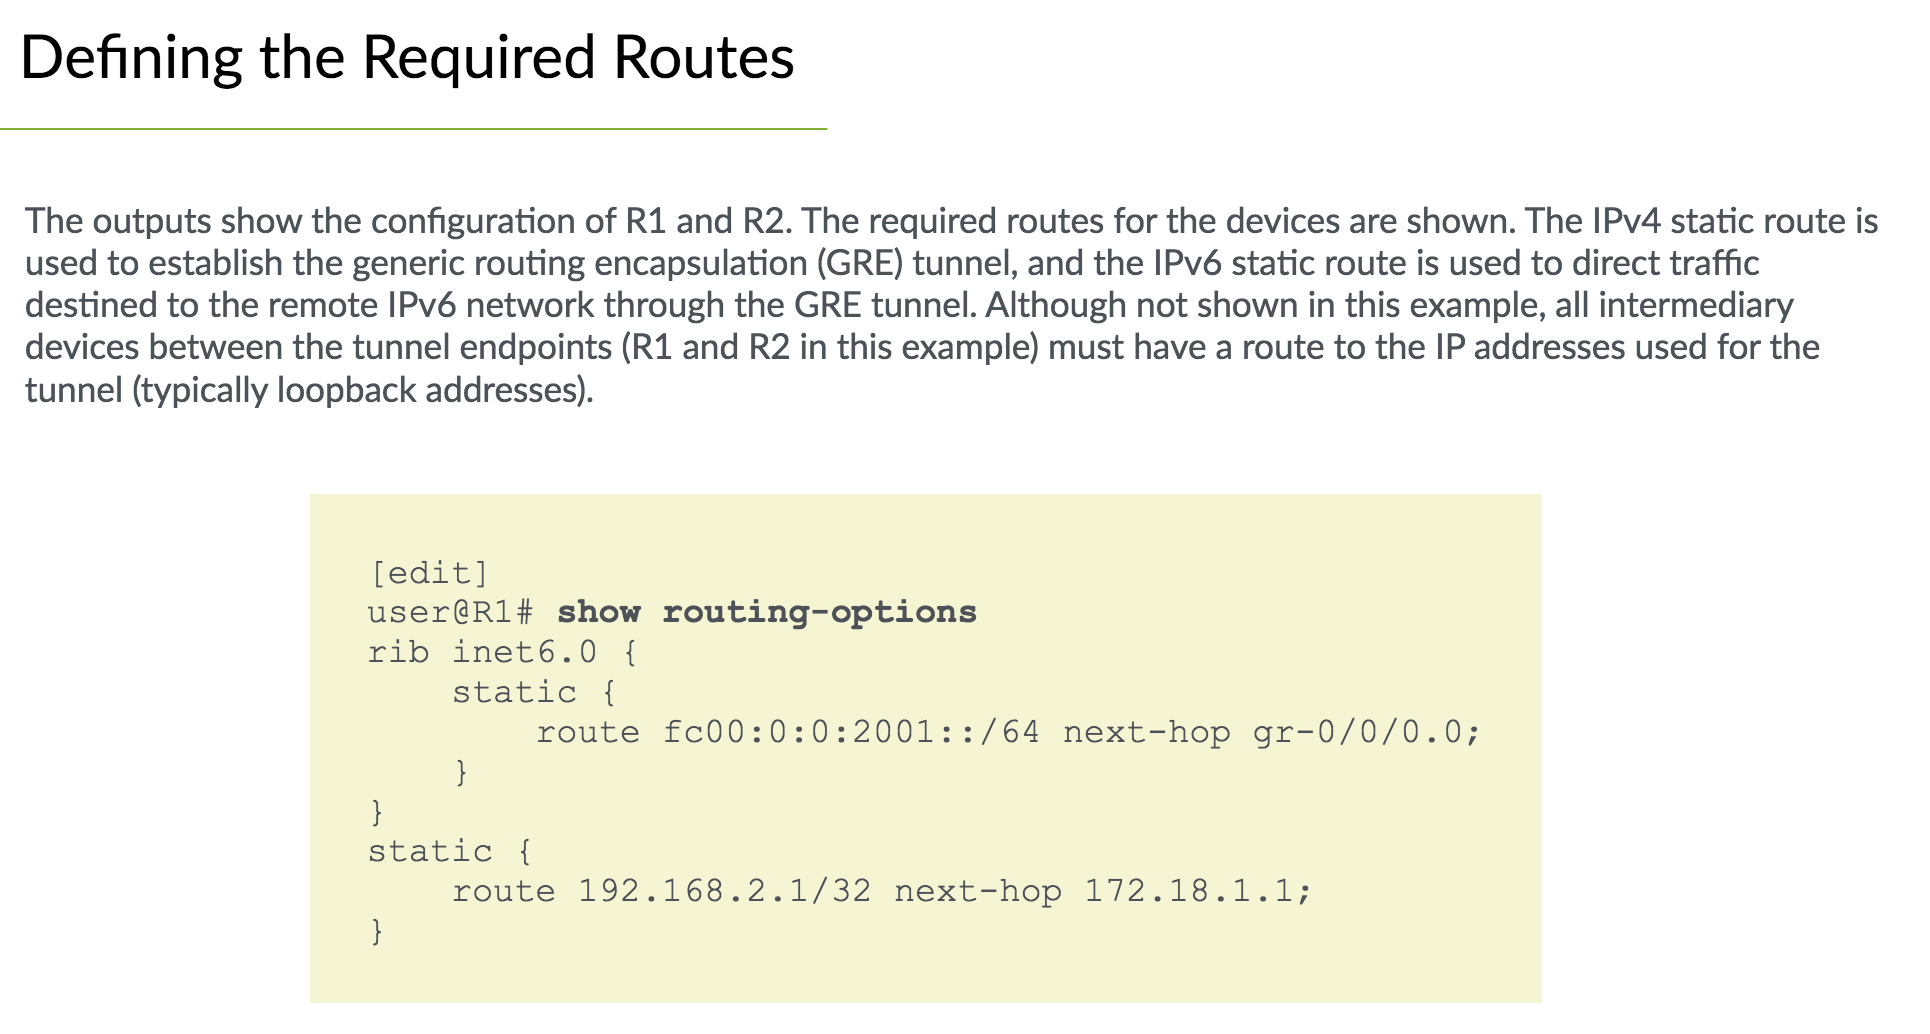 Defining the Required Routes
The outputs show the configuration of R1 and R2. The required routes for the devices are shown. The IPv4 static route is
used to establish the generic routing encapsulation (GRE) tunnel, and the IPv6 static route is used to direct traffic
destined to the remote IPv6 network through the GRE tunnel. Although not shown in this example, all intermediary
devices between the tunnel endpoints (R1 and R2 in this example) must have a route to the IP addresses used for the
tunnel (typically loopback addresses).
[edit]
user@R1# show routing-options
rib inet6.0 {
    static {
        route fc00:0:0:2001::/64 next-hop gr-0/0/0.0;
    }
}
static {
    route 192.168.2.1/32 next-hop 172.18.1.1;
}